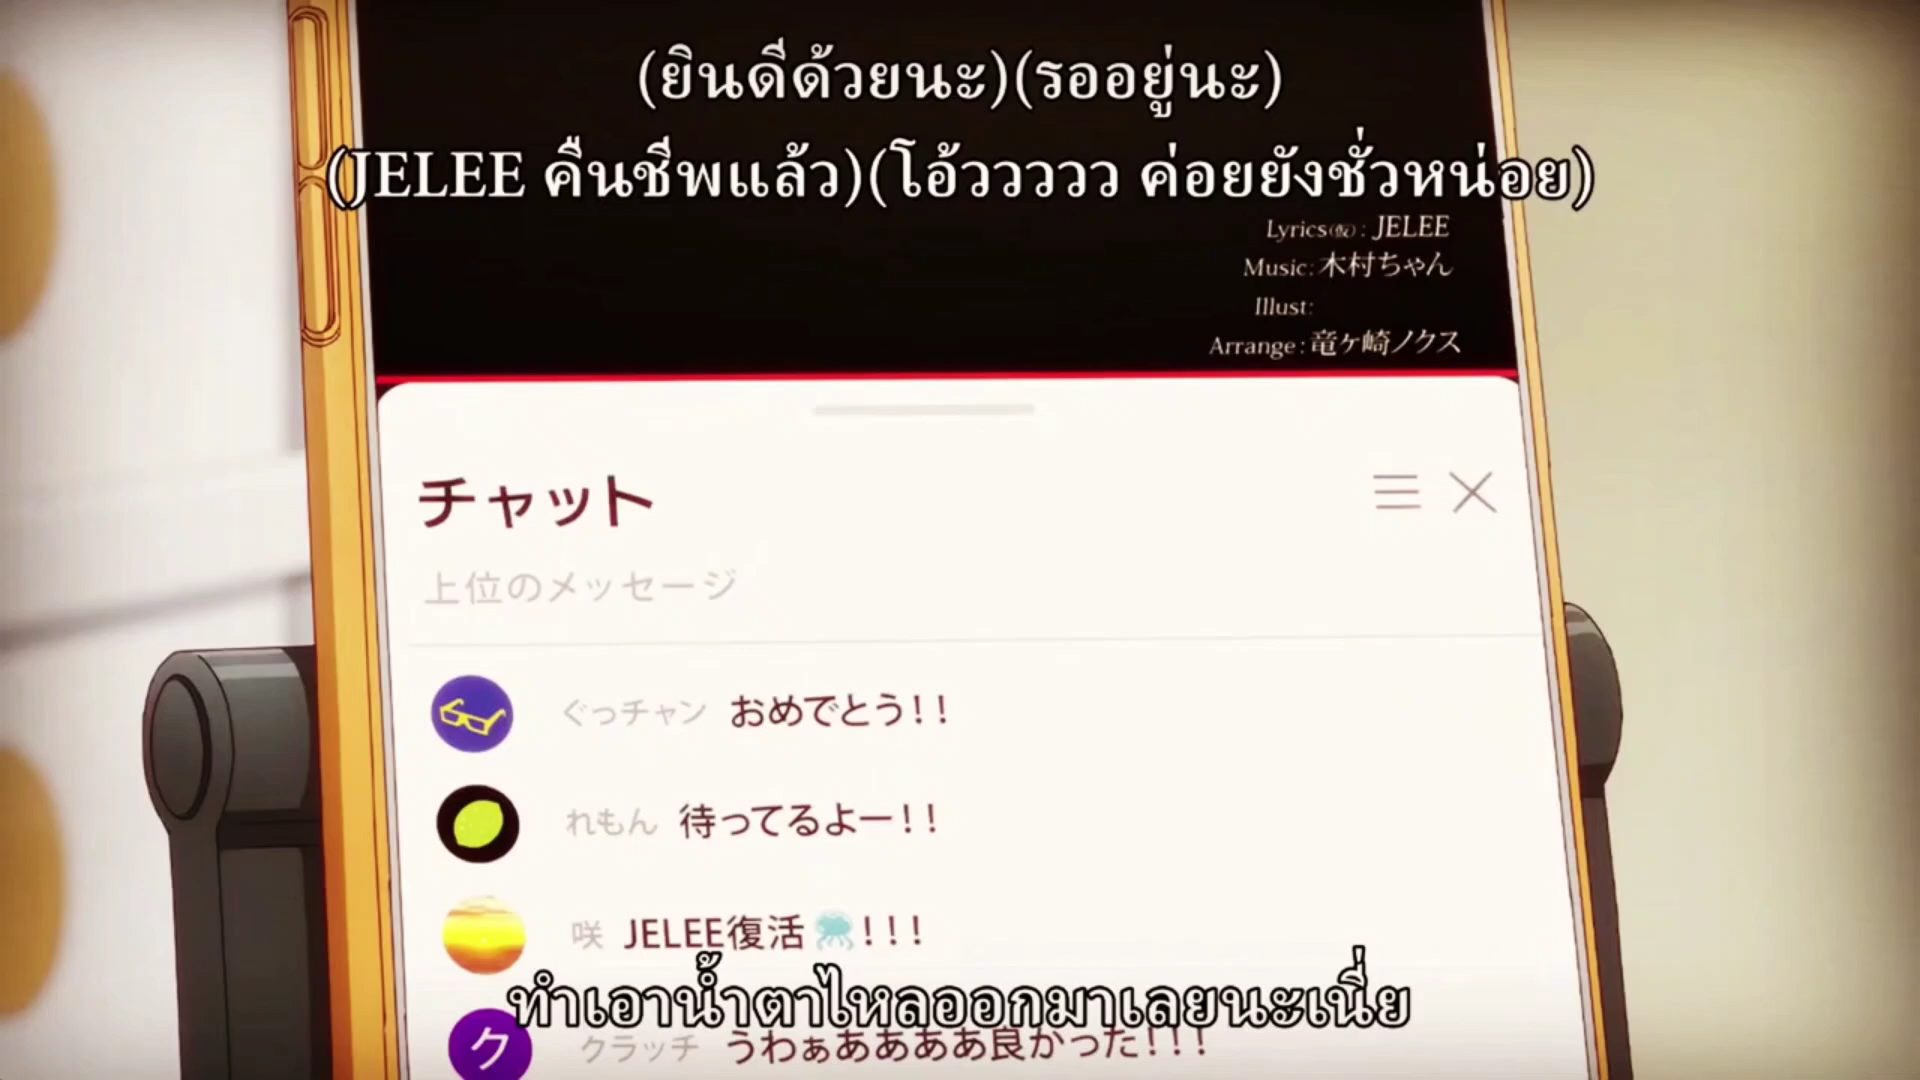 (ยินดีด้วยนะ)(รออยู่นะ)
(JELEE คืนชีพแล้ว)(โอ้วววววว ค่อยยังชั่วหน่อย)
Lyrics(仮): JELEE
Music:木村ちゃん
Illust:
Arrange:竜ヶ崎ノクス
チャット
上位のメッセージ
ぐっチャン おめでとう!!
れもん 待ってるよー!!
咲 JELEE復活🪼!!!
ทำเอาน้ำตาไหลออกมาเลยนะเนี่ย
ク クラッチ うわぁああああ良かった!!!